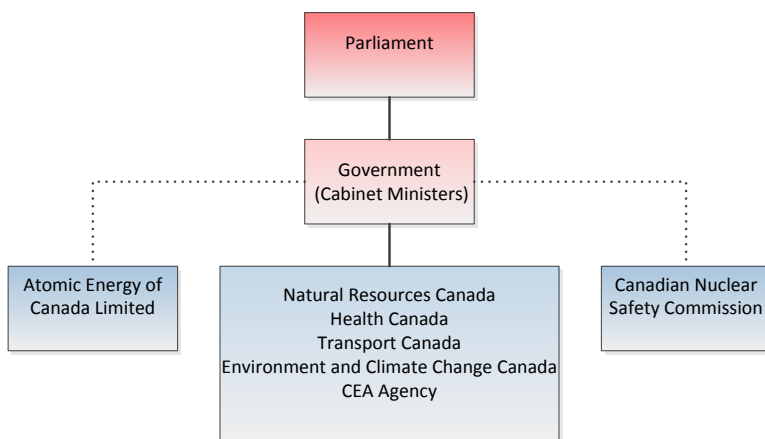 Parliament
Government
(Cabinet Ministers)
Atomic Energy of
Canada Limited
Natural Resources Canada
Health Canada
Transport Canada
Environment and Climate Change Canada
CEA Agency
Canadian Nuclear
Safety Commission